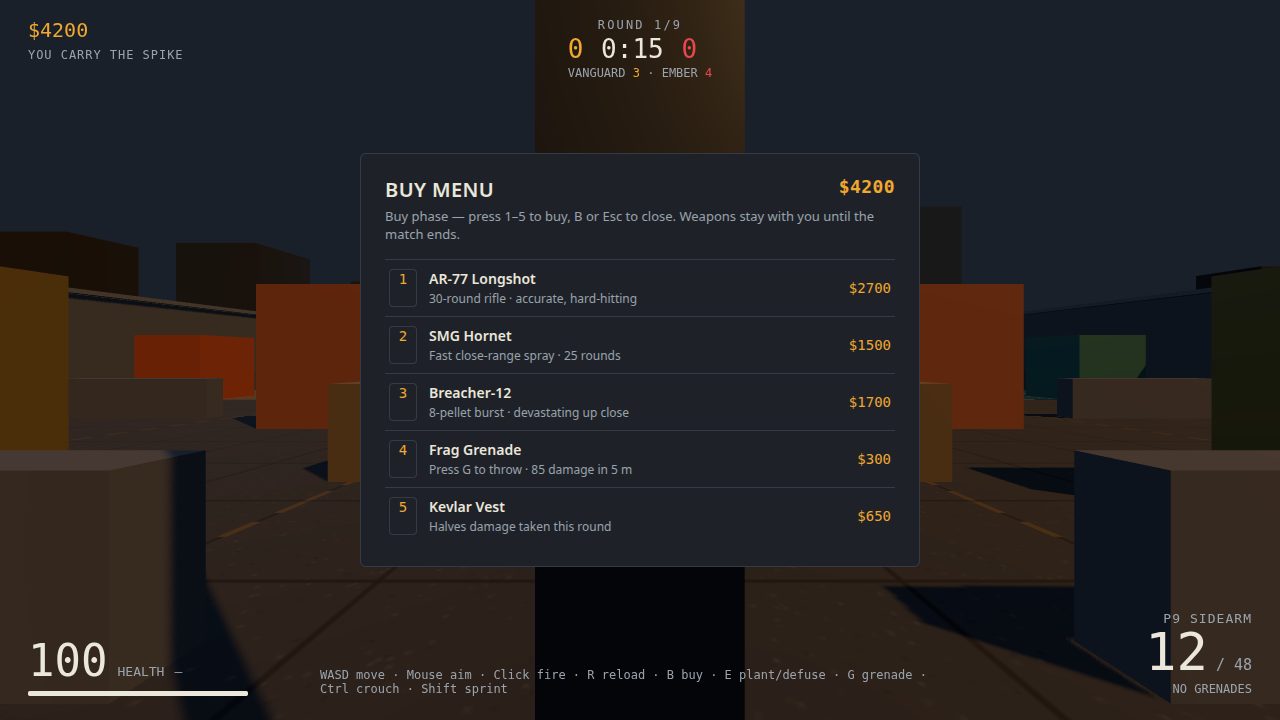 $4200
YOU CARRY THE SPIKE
ROUND 1/9
0 0:15 0
VANGUARD 3 · EMBER 4
BUY MENU
$4200
Buy phase — press 1–5 to buy, B or Esc to close. Weapons stay with you until the
match ends.
1 AR-77 Longshot
30-round rifle · accurate, hard-hitting
$2700
2 SMG Hornet
Fast close-range spray · 25 rounds
$1500
3 Breacher-12
8-pellet burst · devastating up close
$1700
4 Frag Grenade
Press G to throw · 85 damage in 5 m
$300
5 Kevlar Vest
Halves damage taken this round
$650
100 HEALTH —
WASD move · Mouse aim · Click fire · R reload · B buy · E plant/defuse · G grenade ·
Ctrl crouch · Shift sprint
P9 SIDEARM
12 / 48
NO GRENADES